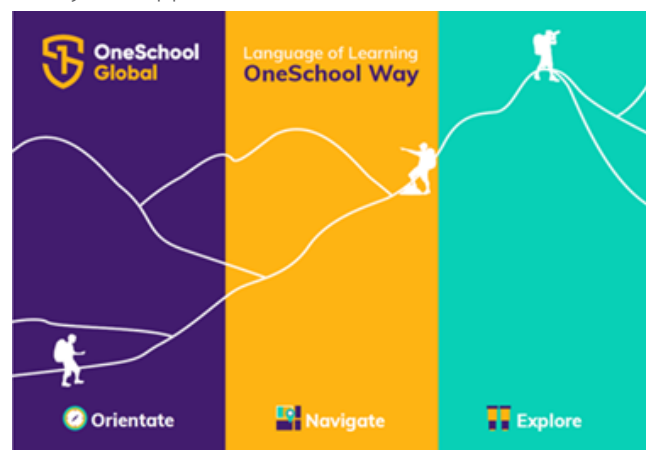 OneSchool
Global
Language of Learning
OneSchool Way
Orientate
Navigate
Explore